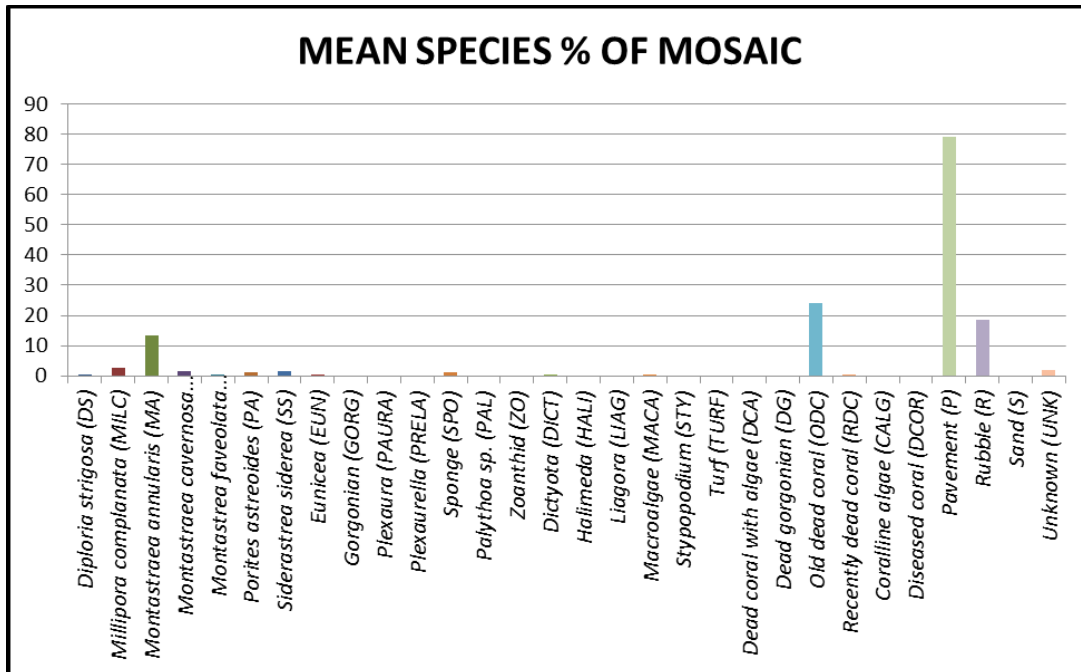 MEAN SPECIES % OF MOSAIC
90
80
70
60
50
40
30
20
10
0
Diploria strigosa (DS)
Millipora complanata (MILC)
Montastraea annularis (MA)
Montastraea cavernosa...
Montastrea faveolata...
Porites astreoides (PA)
Siderastrea siderea (SS)
Eunicea (EUN)
Gorgonian (GORG)
Plexaura (PAURA)
Plexaurella (PRELA)
Sponge (SPO)
Palythoa sp. (PAL)
Zoanthid (ZO)
Dictyota (DICT)
Halimeda (HALI)
Liagora (LIAG)
Macroalgae (MACA)
Stypopodium (STY)
Turf (TURF)
Dead coral with algae (DCA)
Dead gorgonian (DG)
Old dead coral (ODC)
Recently dead coral (RDC)
Coralline algae (CALG)
Diseased coral (DCOR)
Pavement (P)
Rubble (R)
Sand (S)
Unknown (UNK)